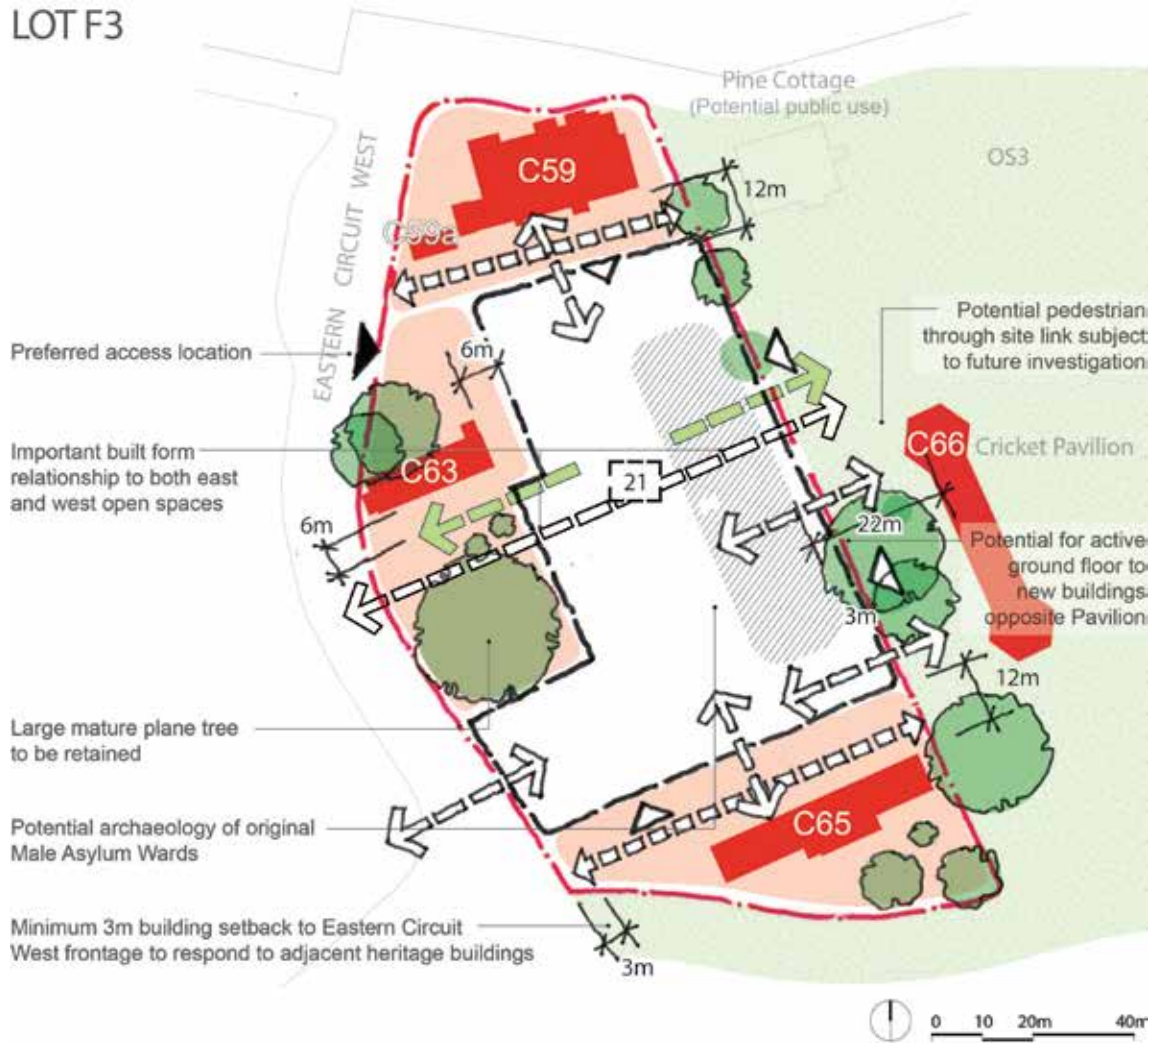 LOT F3
Pine Cottage
(Potential public use)
OS3
C59
12m
C59a
EASTERN CIRCUIT WEST
Preferred access location
6m
Potential pedestrian
through site link subject
to future investigation
Important built form
relationship to both east
and west open spaces
C63
C66
Cricket Pavilion
21
6m
22m
Potential for active
ground floor to
new buildings
opposite Pavilion
3m
12m
Large mature plane tree
to be retained
Potential archaeology of original
Male Asylum Wards
C65
Minimum 3m building setback to Eastern Circuit
West frontage to respond to adjacent heritage buildings
3m
0 10 20m 40m